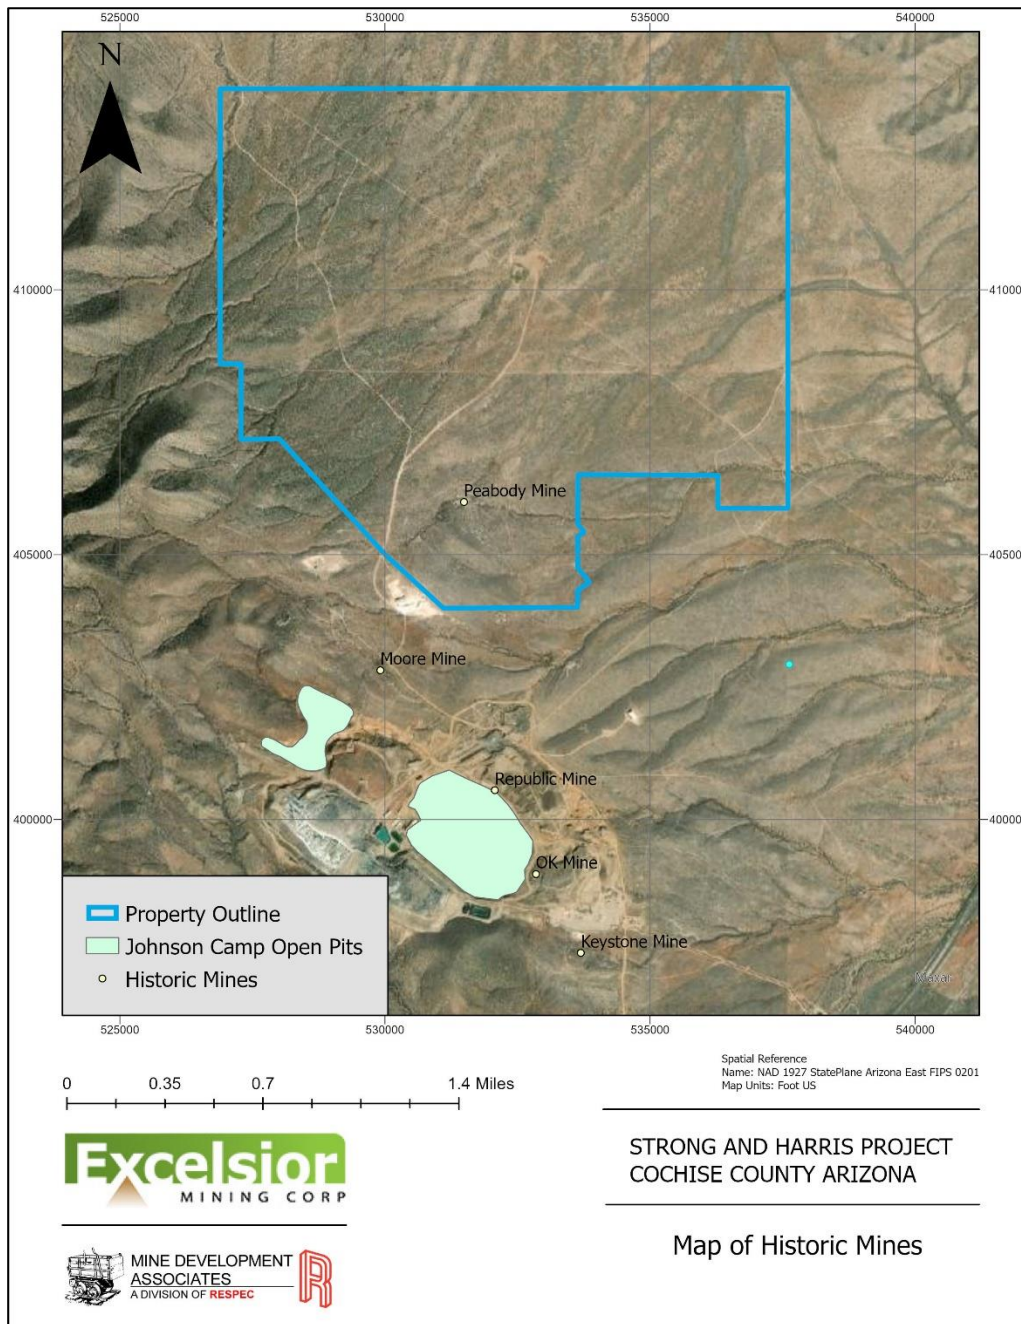 525000 530000 535000 540000
N
410000 410000
Peabody Mine
405000 405000
Moore Mine
Republic Mine
400000 400000
OK Mine
Keystone Mine
Property Outline
Johnson Camp Open Pits
Historic Mines
Maxar
525000 530000 535000 540000
0 0.35 0.7 1.4 Miles
Spatial Reference
Name: NAD 1927 StatePlane Arizona East FIPS 0201
Map Units: Foot US
Excelsior
MINING CORP
STRONG AND HARRIS PROJECT
COCHISE COUNTY ARIZONA
MINE DEVELOPMENT
ASSOCIATES
A DIVISION OF RESPEC
R
Map of Historic Mines